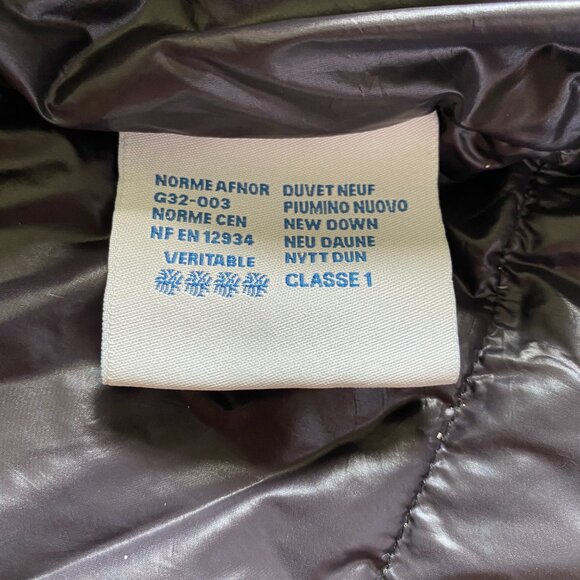 NORME AFNOR
G32-003
NORME CEN
NF EN 12934
VERITABLE
DUVET NEUF
PIUMINO NUOVO
NEW DOWN
NEU DAUNE
NYTT DUN
CLASSE 1